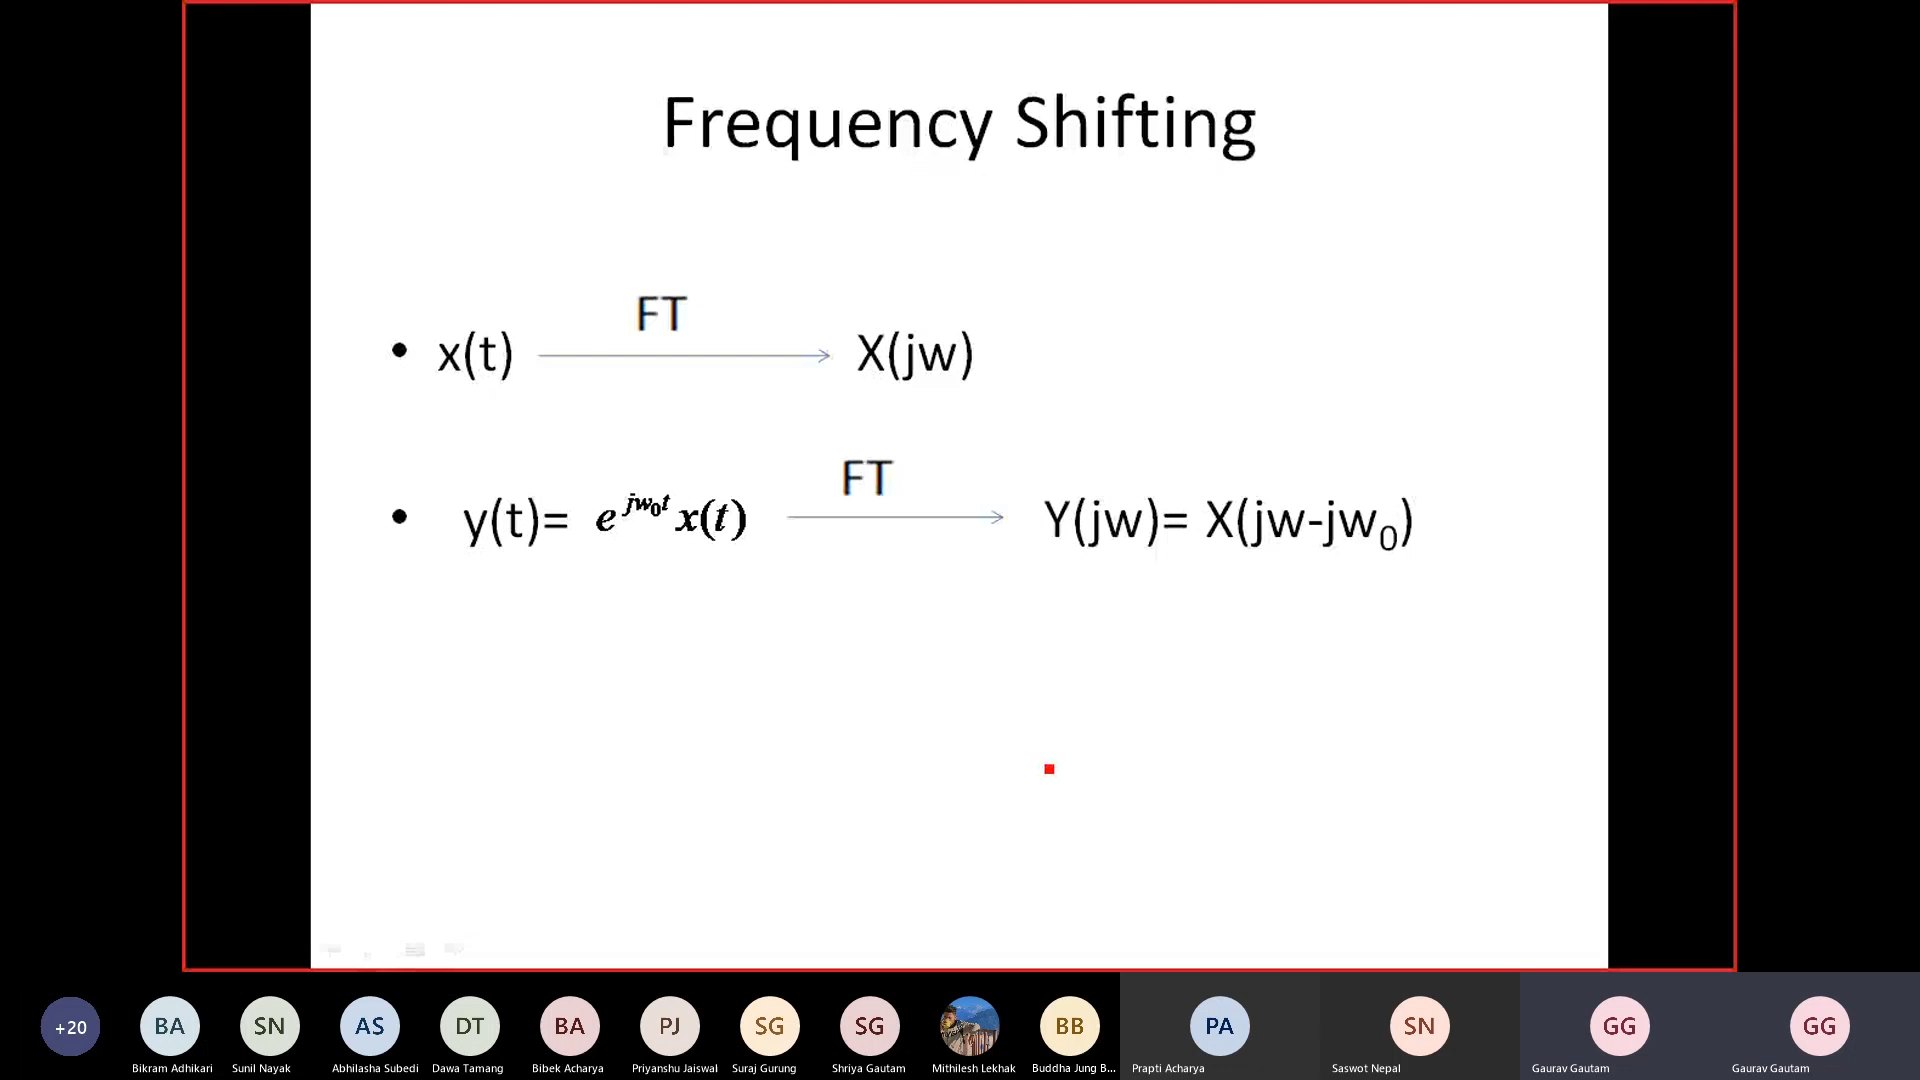 Frequency Shifting
FT
• x(t) X(jw)
FT
• y(t)= e^{jw₀t} x(t) Y(jw)= X(jw-jw₀)
+20 BA SN AS DT BA PJ SG SG BB PA SN GG GG
Bikram Adhikari Sunil Nayak Abhilasha Subedi Dawa Tamang Bibek Acharya Priyanshu Jaiswal Suraj Gurung Shriya Gautam Mithilesh Lekhak Buddha Jung B... Prapti Acharya Saswot Nepal Gaurav Gautam Gaurav Gautam